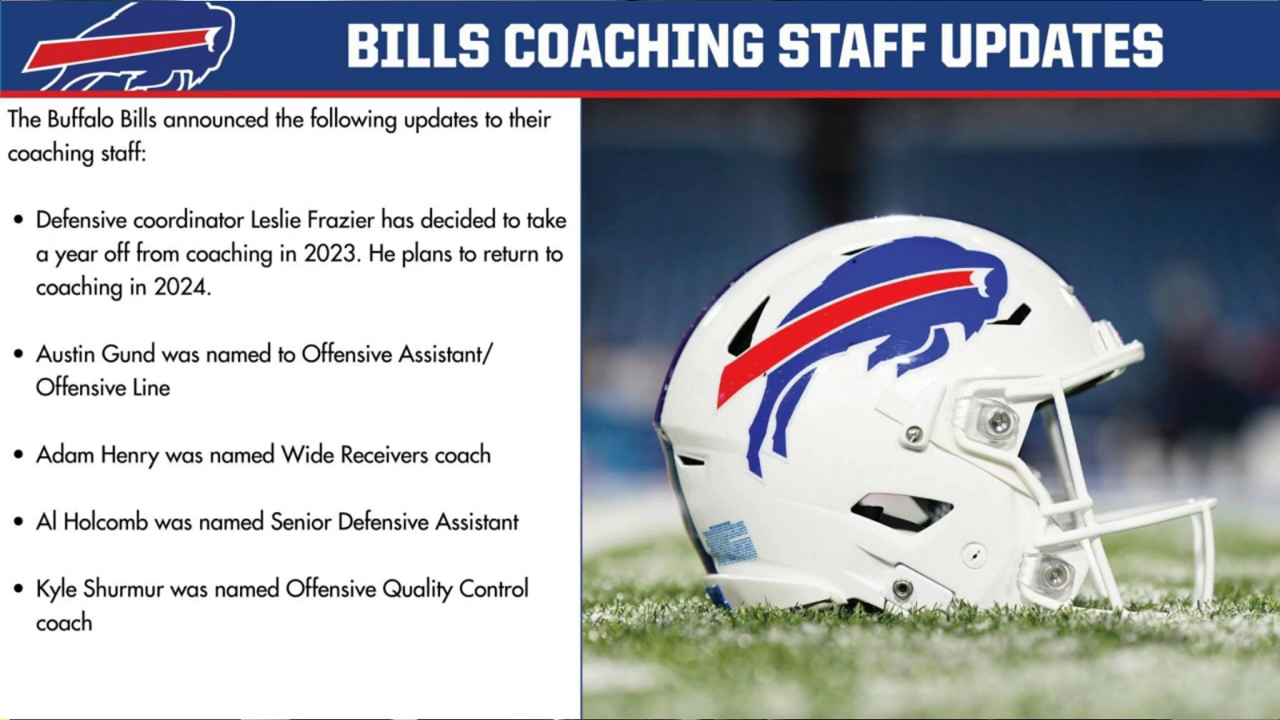 BILLS COACHING STAFF UPDATES
The Buffalo Bills announced the following updates to their
coaching staff:
• Defensive coordinator Leslie Frazier has decided to take
a year off from coaching in 2023. He plans to return to
coaching in 2024.
• Austin Gund was named to Offensive Assistant/
Offensive Line
• Adam Henry was named Wide Receivers coach
• Al Holcomb was named Senior Defensive Assistant
• Kyle Shurmur was named Offensive Quality Control
coach